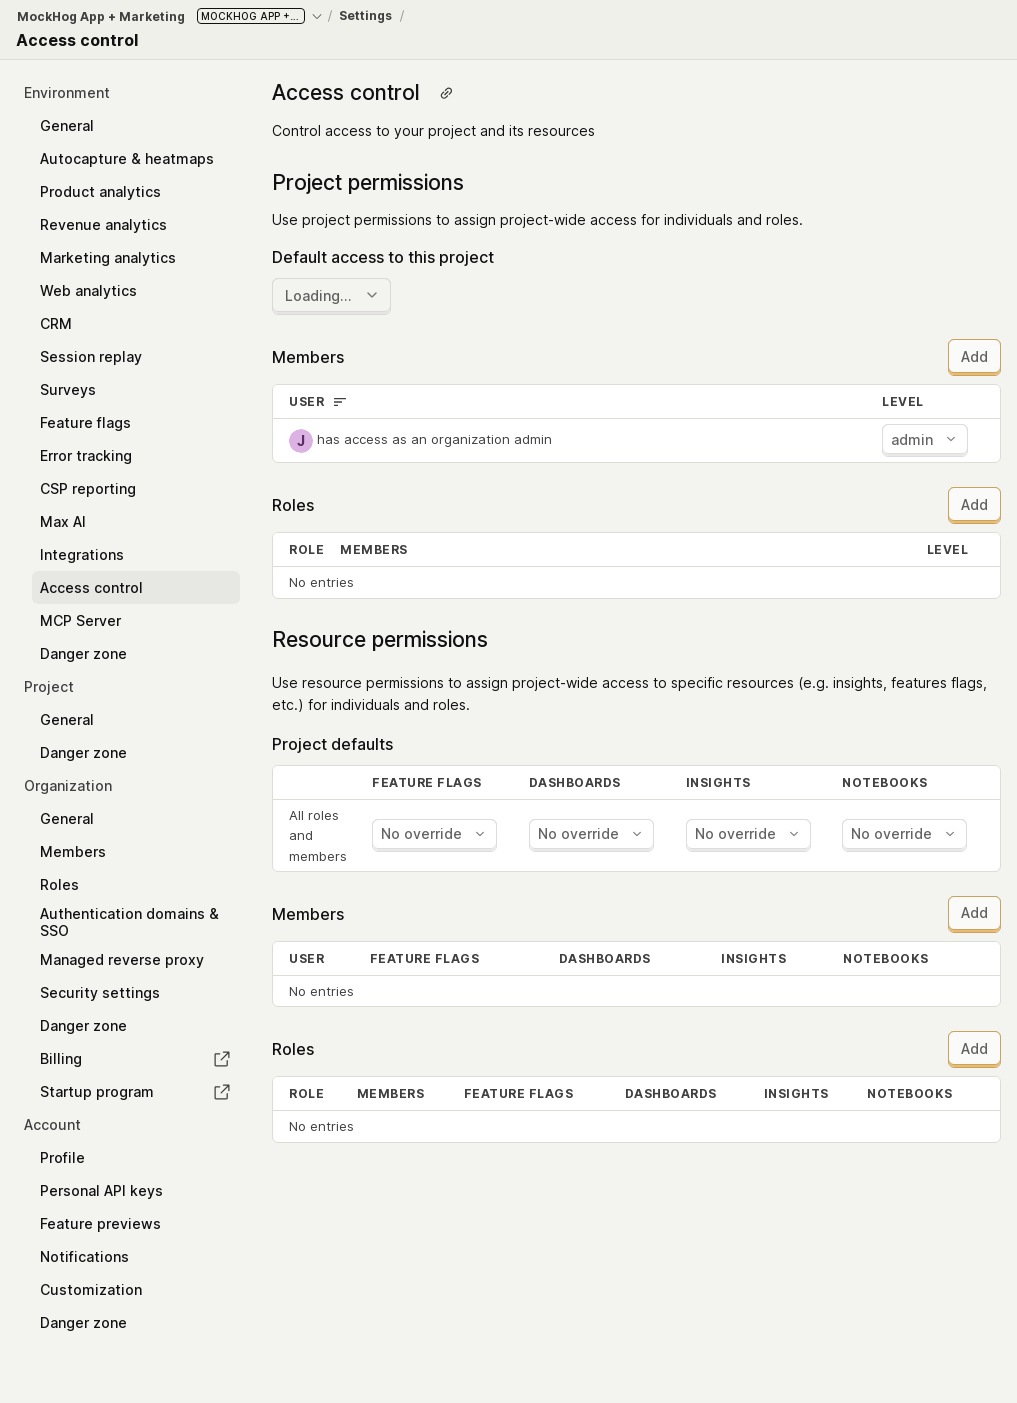 MockHog App + Marketing MOCKHOG APP +... / Settings /
Access control
Environment
General
Autocapture & heatmaps
Product analytics
Revenue analytics
Marketing analytics
Web analytics
CRM
Session replay
Surveys
Feature flags
Error tracking
CSP reporting
Max AI
Integrations
Access control
MCP Server
Danger zone
Project
General
Danger zone
Organization
General
Members
Roles
Authentication domains &
SSO
Managed reverse proxy
Security settings
Danger zone
Billing
Startup program
Account
Profile
Personal API keys
Feature previews
Notifications
Customization
Danger zone
Access control
Control access to your project and its resources
Project permissions
Use project permissions to assign project-wide access for individuals and roles.
Default access to this project
Loading...
Members Add
USER LEVEL
J has access as an organization admin admin
Roles Add
ROLE MEMBERS LEVEL
No entries
Resource permissions
Use resource permissions to assign project-wide access to specific resources (e.g. insights, features flags,
etc.) for individuals and roles.
Project defaults
FEATURE FLAGS DASHBOARDS INSIGHTS NOTEBOOKS
All roles
and
members
No override No override No override No override
Members Add
USER FEATURE FLAGS DASHBOARDS INSIGHTS NOTEBOOKS
No entries
Roles Add
ROLE MEMBERS FEATURE FLAGS DASHBOARDS INSIGHTS NOTEBOOKS
No entries